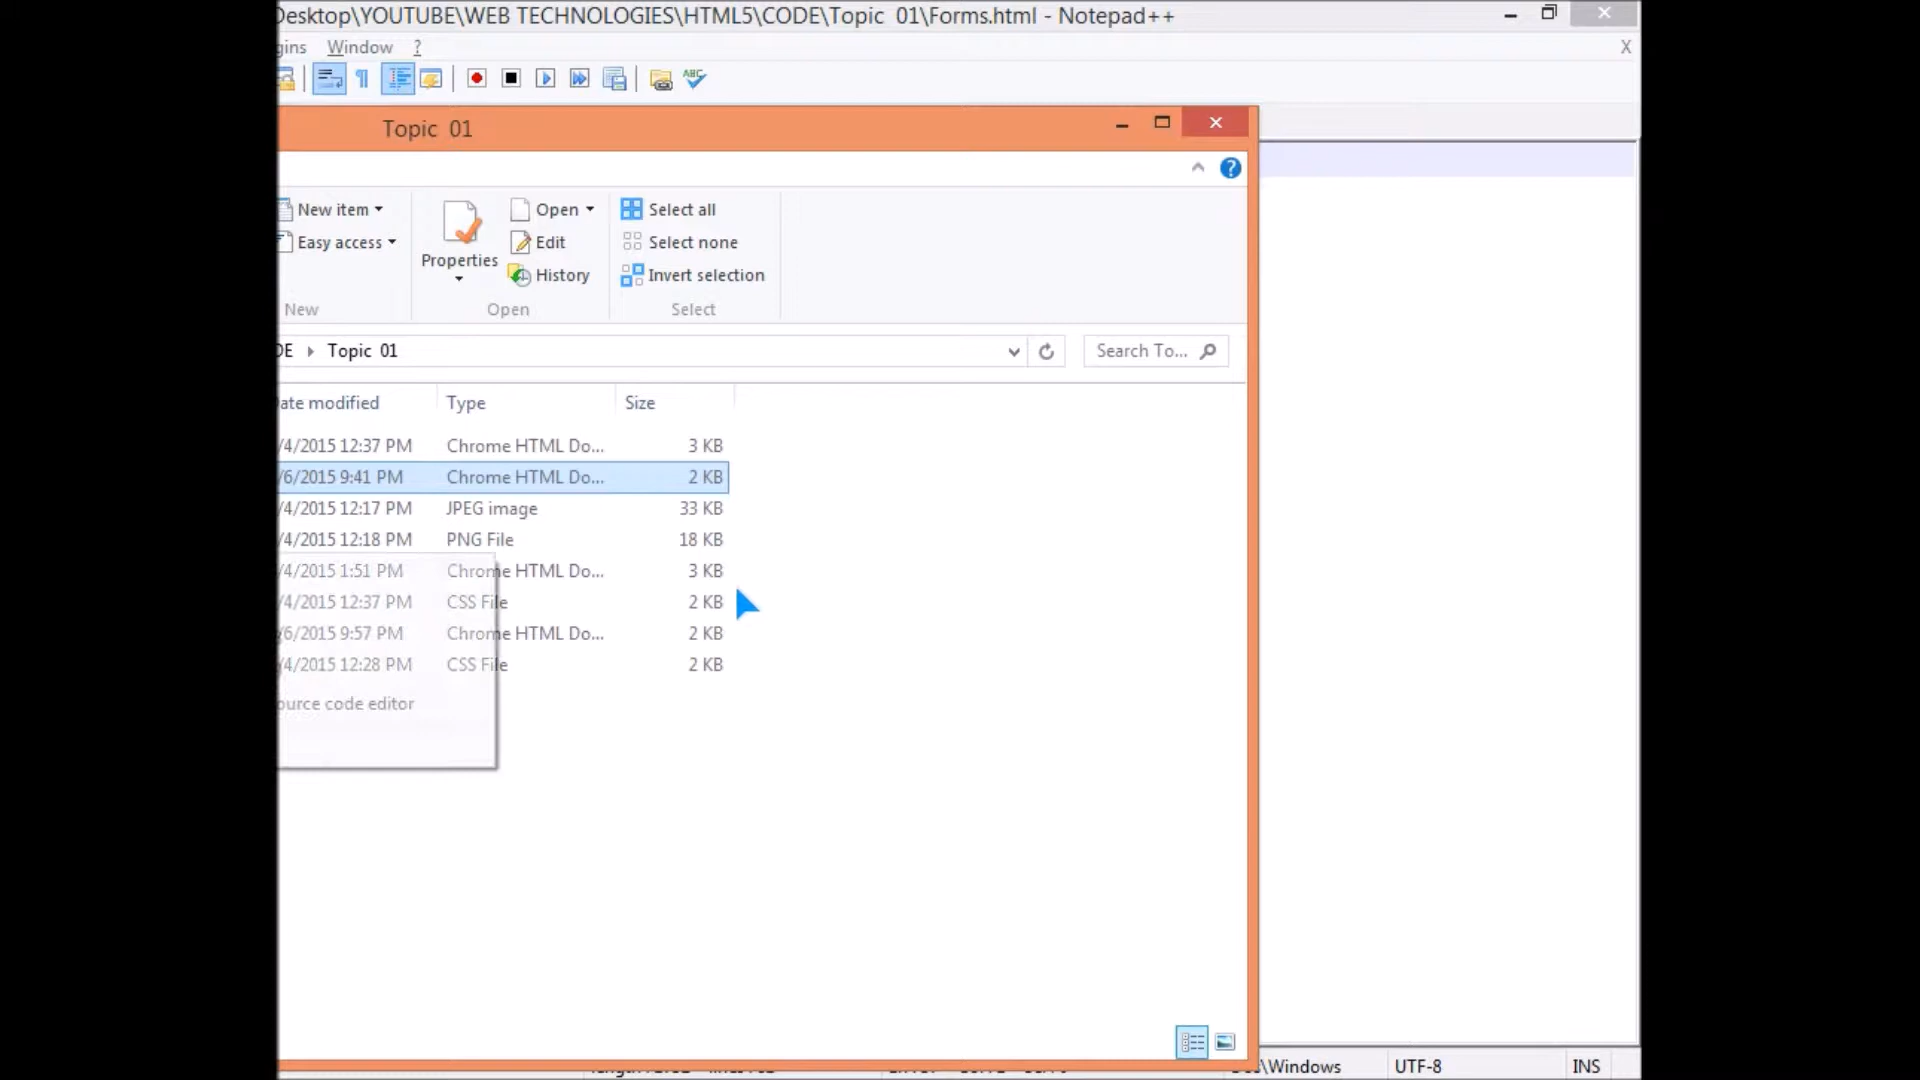 Desktop\YOUTUBE\WEB TECHNOLOGIES\HTML5\CODE\Topic 01\Forms.html - Notepad++
gins Window ?
X
ABC
Topic 01
New item
Easy access
New
Properties
Open
Edit
History
Open
Select all
Select none
Invert selection
Select
DE Topic 01
Search To...
ate modified Type Size
/4/2015 12:37 PM Chrome HTML Do... 3 KB
/6/2015 9:41 PM Chrome HTML Do... 2 KB
/4/2015 12:17 PM JPEG image 33 KB
/4/2015 12:18 PM PNG File 18 KB
/4/2015 1:51 PM Chrome HTML Do... 3 KB
/4/2015 12:37 PM CSS File 2 KB
/6/2015 9:57 PM Chrome HTML Do... 2 KB
/4/2015 12:28 PM CSS File 2 KB
ource code editor
\Windows UTF-8 INS